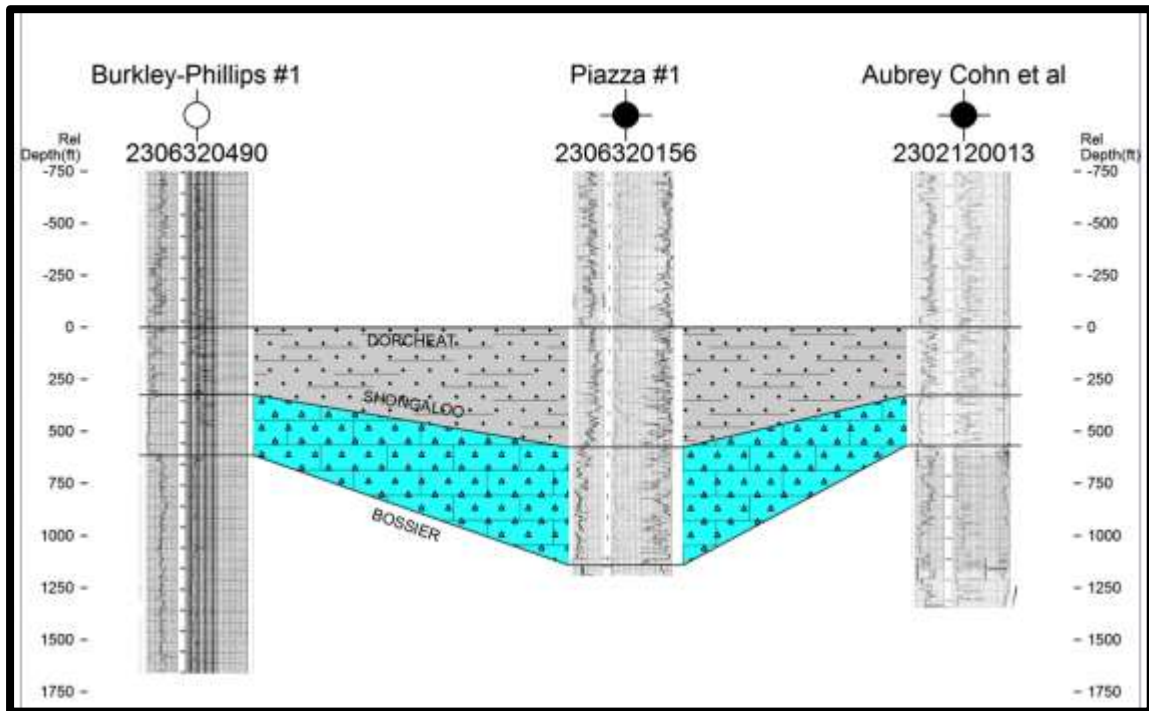 Burkley-Phillips #1
Piazza #1
Aubrey Cohn et al
Rel
Depth(ft)
2306320490
2306320156
2302120013
Rel
Depth(ft)
-750 -
- -750
-500 -
- -500
-250 -
- -250
0 -
- 0
DORCHEAT
250 -
- 250
SHONGALOO
500 -
- 500
750 -
- 750
BOSSIER
1000 -
- 1000
1250 -
- 1250
1500 -
- 1500
1750 -
- 1750